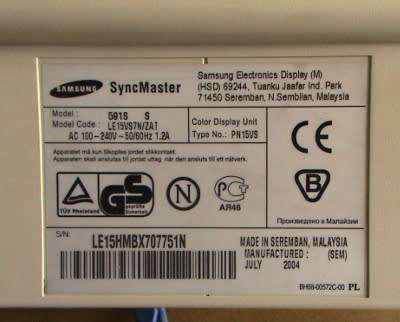 SAMSUNG SyncMaster
Samsung Electronics Display (M)
(HSD) 69244, Tuanku Jaafar Ind. Park
71450 Seremban, N.Sembilan, Malaysia
Model : 591S S
Model Code : LE15VS7N/ZAT
AC 100~240V~50/60Hz 1.2A
Color Display Unit
Type No.: PN15VS
Apparatet må kun tilkoples jordet stikkontakt.
Apparaten skall anslutas till jordat uttag när den ansluts till ett nätverk.
TÜV Rheinland
geprüfte
Sicherheit
N
АЯ46
B
Произведено в Малайзии
S/N:
LE15HMBX707751N
MADE IN SEREMBAN, MALAYSIA
MANUFACTURED : (SEM)
JULY 2004
BH68-00572C-00 PL